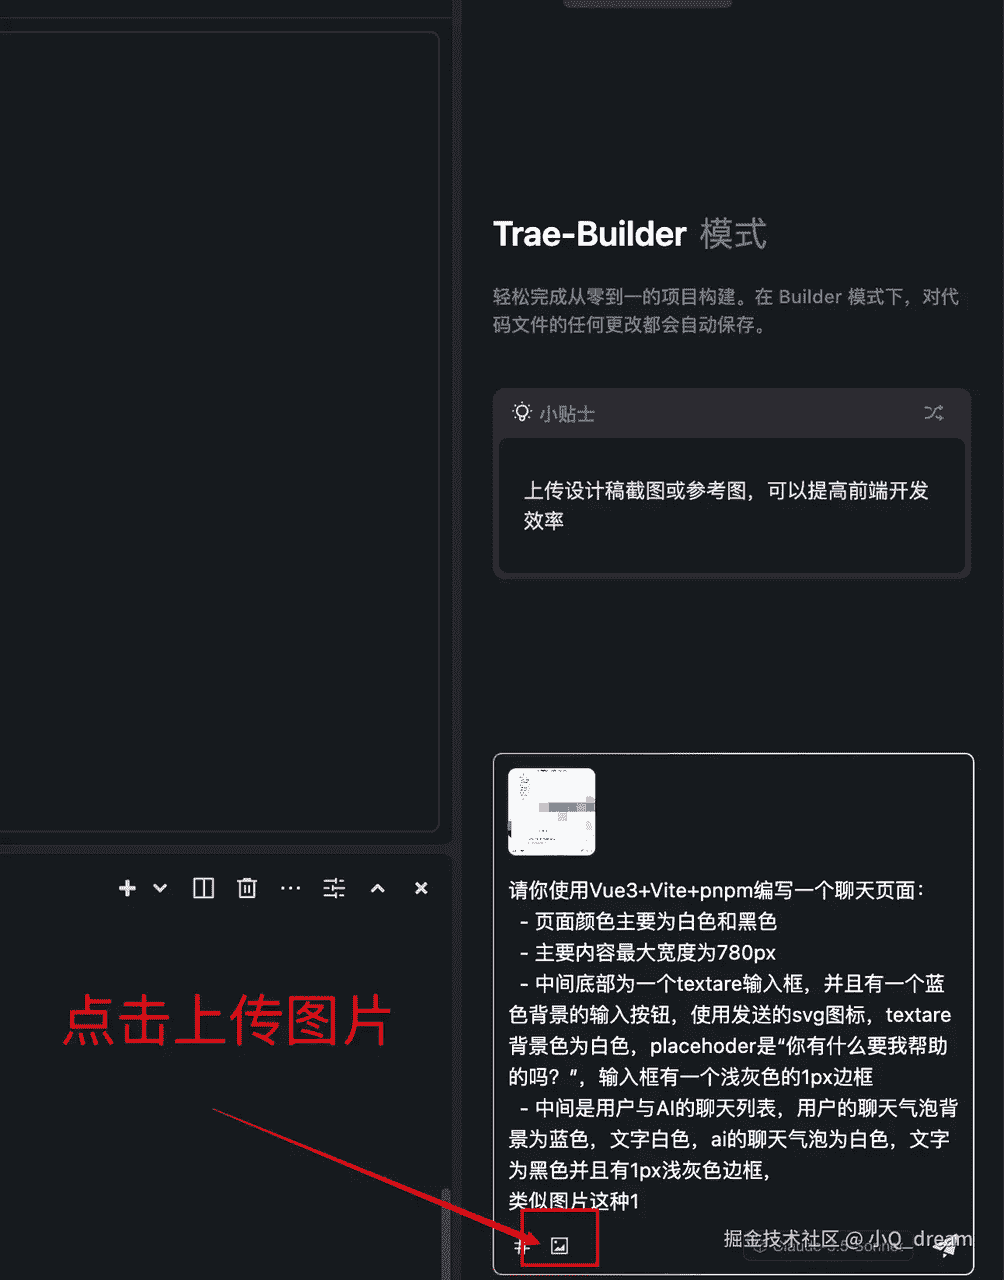 Trae-Builder 模式
轻松完成从零到一的项目构建。在 Builder 模式下，对代
码文件的任何更改都会自动保存。
小贴士
上传设计稿截图或参考图，可以提高前端开发
效率
请你使用Vue3+Vite+pnpm编写一个聊天页面：
- 页面颜色主要为白色和黑色
- 主要内容最大宽度为780px
- 中间底部为一个textare输入框，并且有一个蓝
色背景的输入按钮，使用发送的svg图标，textare
背景色为白色，placehoder是“你有什么要我帮助
的吗？”，输入框有一个浅灰色的1px边框
- 中间是用户与AI的聊天列表，用户的聊天气泡背
景为蓝色，文字白色，ai的聊天气泡为白色，文字
为黑色并且有1px浅灰色边框，
类似图片这种1
点击上传图片
#
Claude-3.5-Sonnet
掘金技术社区 @ 小Q_dream